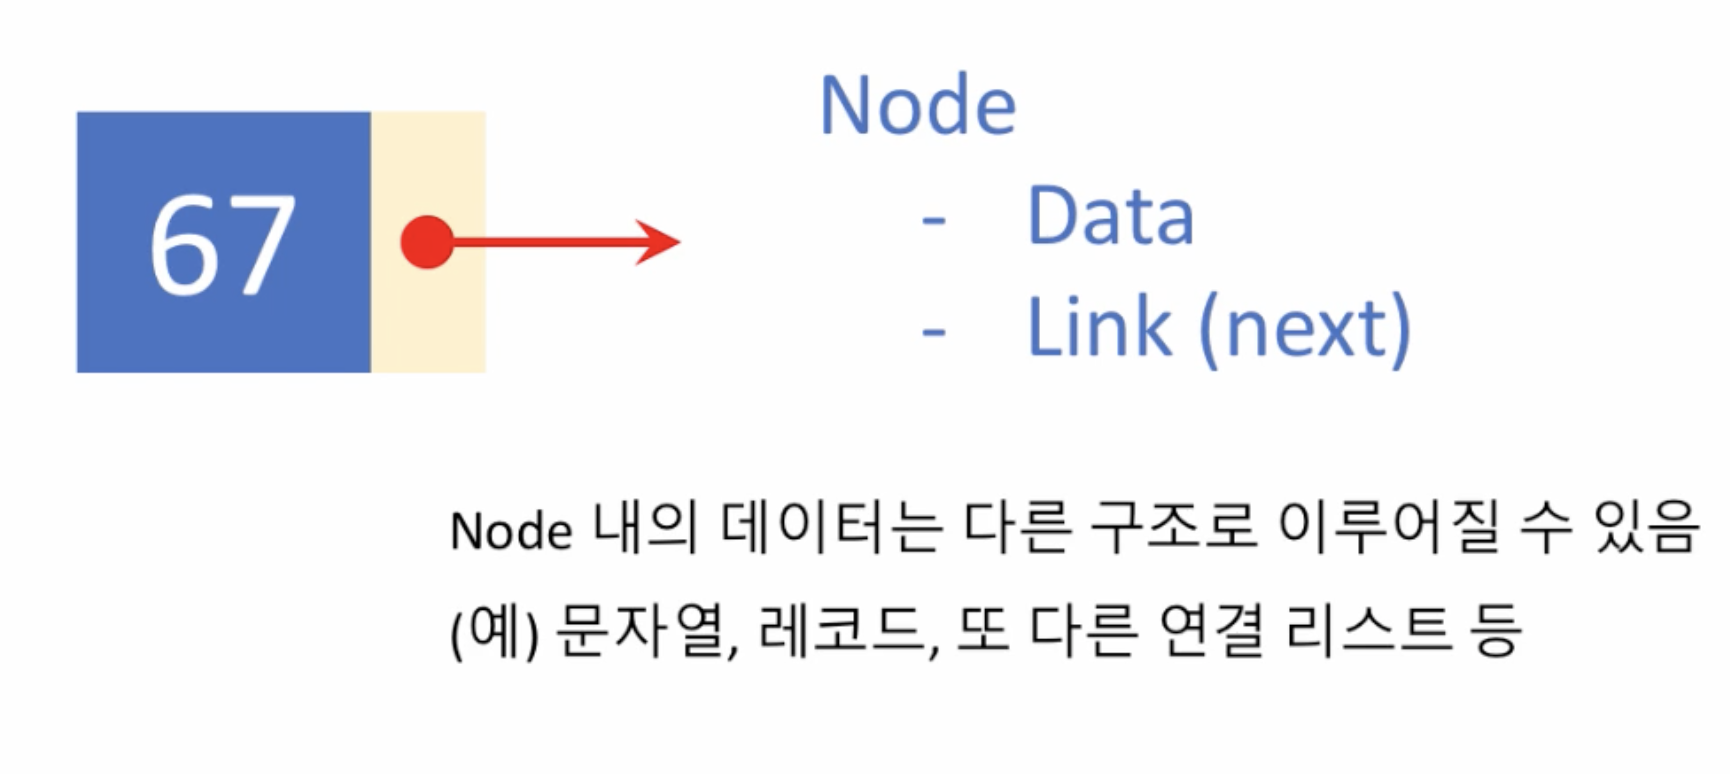 67
Node
- Data
- Link (next)
Node 내의 데이터는 다른 구조로 이루어질 수 있음
(예) 문자열, 레코드, 또 다른 연결 리스트 등